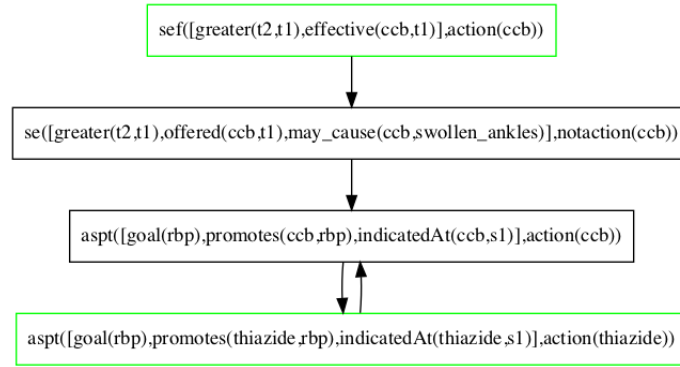 sef([greater(t2,t1),effective(ccb,t1)],action(ccb))
se([greater(t2,t1),offered(ccb,t1),may_cause(ccb,swollen_ankles)],notaction(ccb))
aspt([goal(rbp),promotes(ccb,rbp),indicatedAt(ccb,s1)],action(ccb))
aspt([goal(rbp),promotes(thiazide,rbp),indicatedAt(thiazide,s1)],action(thiazide))